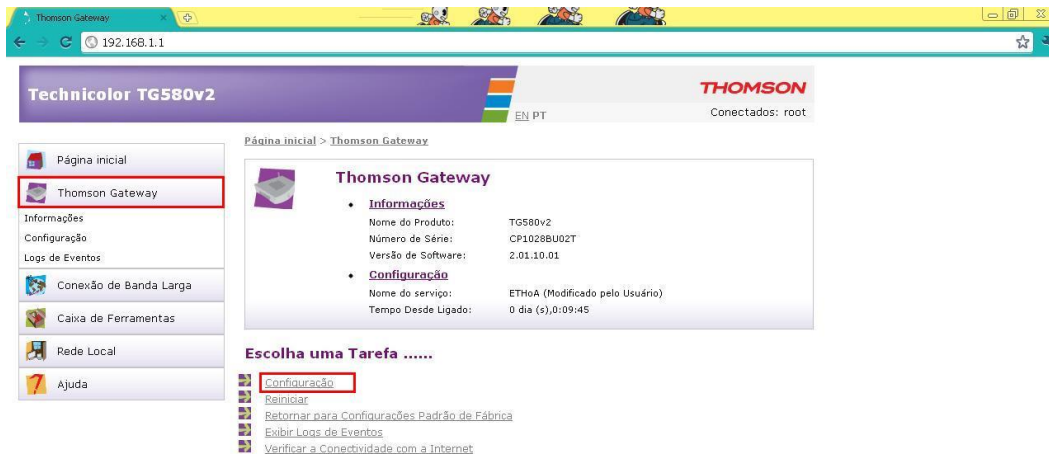 Thomson Gateway
192.168.1.1
Technicolor TG580v2
THOMSON
EN PT
Conectados: root
Página inicial > Thomson Gateway
Página inicial
Thomson Gateway
Informações
Configuração
Logs de Eventos
Conexão de Banda Larga
Caixa de Ferramentas
Rede Local
Ajuda
Thomson Gateway
Informações
Nome do Produto: TG580v2
Número de Série: CP1028BU02T
Versão de Software: 2.01.10.01
Configuração
Nome do serviço: ETHoA (Modificado pelo Usuário)
Tempo Desde Ligado: 0 dia (s),0:09:45
Escolha uma Tarefa ......
Configuração
Reiniciar
Retornar para Configurações Padrão de Fábrica
Exibir Logs de Eventos
Verificar a Conectividade com a Internet